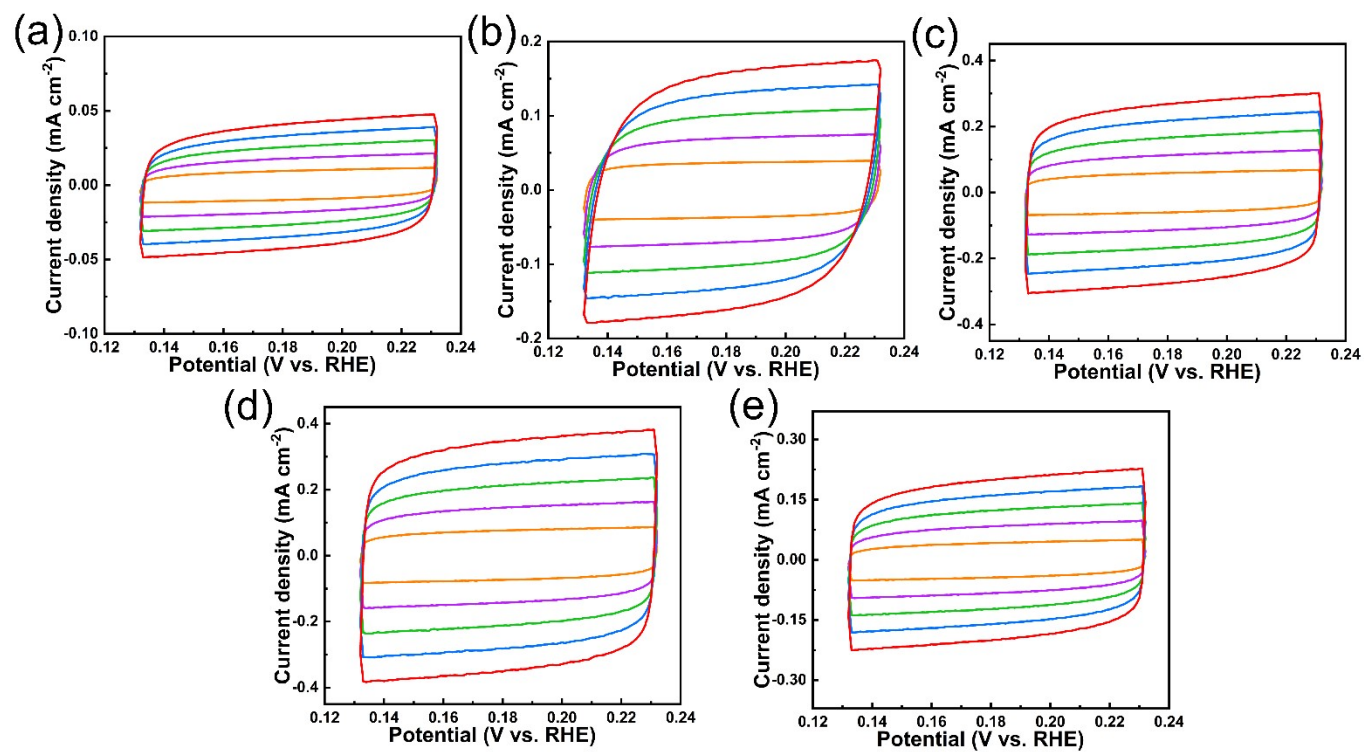 (a)
0.10
0.05
0.00
-0.05
-0.10
Current density (mA cm-2)
0.12 0.14 0.16 0.18 0.20 0.22 0.24
Potential (V vs. RHE)
(b)
0.2
0.1
0.0
-0.1
-0.2
Current density (mA cm-2)
0.12 0.14 0.16 0.18 0.20 0.22 0.24
Potential (V vs. RHE)
(c)
0.4
0.2
0.0
-0.2
-0.4
Current density (mA cm-2)
0.12 0.14 0.16 0.18 0.20 0.22 0.24
Potential (V vs. RHE)
(d)
0.4
0.2
0.0
-0.2
-0.4
Current density (mA cm-2)
0.12 0.14 0.16 0.18 0.20 0.22 0.24
Potential (V vs. RHE)
(e)
0.30
0.15
0.00
-0.15
-0.30
Current density (mA cm-2)
0.12 0.14 0.16 0.18 0.20 0.22 0.24
Potential (V vs. RHE)